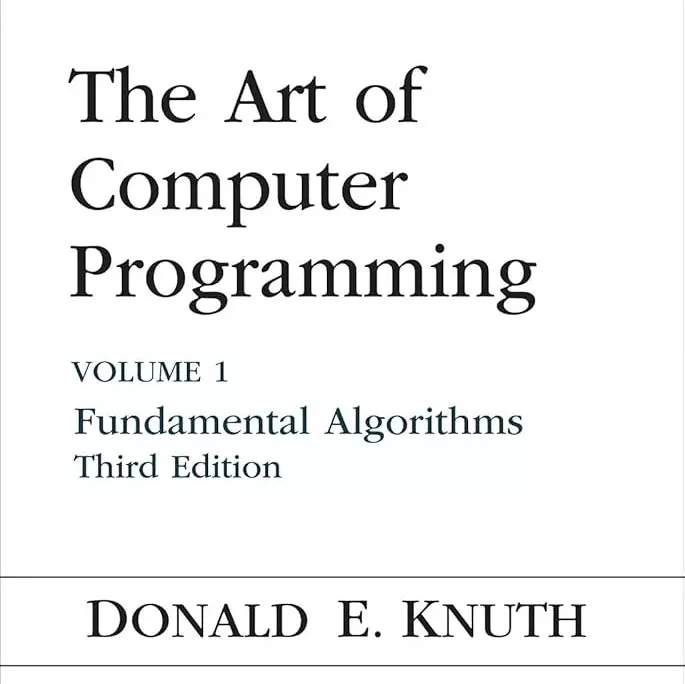 The Art of
Computer
Programming
VOLUME 1
Fundamental Algorithms
Third Edition
DONALD E. KNUTH